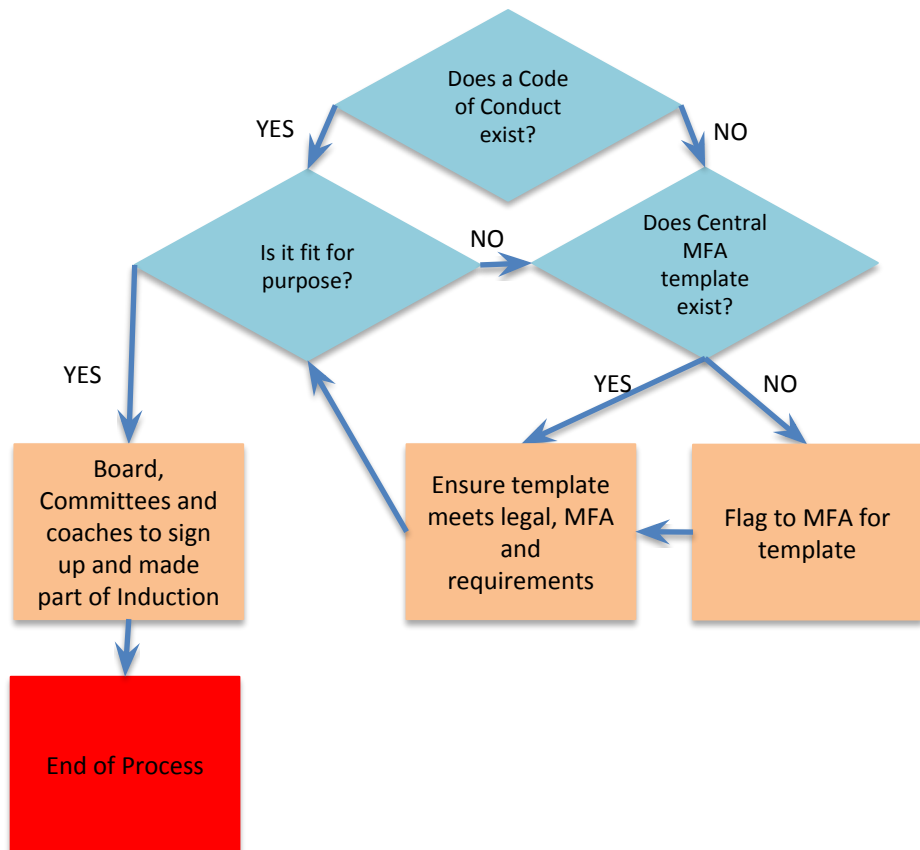 Does a Code
of Conduct
exist?
YES
NO
Is it fit for
purpose?
NO
Does Central
MFA
template
exist?
YES
YES
NO
Board,
Committees and
coaches to sign
up and made
part of Induction
Ensure template
meets legal, MFA
and
requirements
Flag to MFA for
template
End of Process